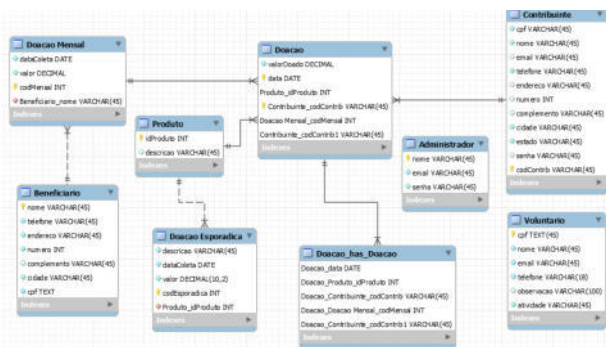 Doacao Mensal
dataColeta DATE
valor DECIMAL
codMensal INT
Beneficiario_nome VARCHAR(45)
Indexes
Doacao
valorDoado DECIMAL
data DATE
Produto_idProduto INT
Contribuinte_codContrib VARCHAR(45)
Doacao Mensal_codMensal INT
Contribuinte_codContrib1 VARCHAR(45)
Indexes
Contribuinte
cpf VARCHAR(45)
nome VARCHAR(45)
email VARCHAR(45)
telefone VARCHAR(45)
endereco VARCHAR(45)
numero INT
complemento VARCHAR(45)
cidade VARCHAR(45)
estado VARCHAR(45)
senha VARCHAR(45)
codContrib VARCHAR(45)
Indexes
Produto
idProduto INT
descricao VARCHAR(45)
Indexes
Administrador
nome VARCHAR(45)
email VARCHAR(45)
senha VARCHAR(45)
Indexes
Beneficiario
nome VARCHAR(45)
telefone VARCHAR(45)
endereco VARCHAR(45)
numero INT
complemento VARCHAR(45)
cidade VARCHAR(45)
cpf TEXT
Indexes
Doacao Esporadica
descricao VARCHAR(45)
dataColeta DATE
valor DECIMAL(10,2)
codEsporadica INT
Produto_idProduto INT
Indexes
Doacao_has_Doacao
Doacao_data DATE
Doacao_Produto_idProduto INT
Doacao_Contribuinte_codContrib VARCHAR(45)
Doacao_Doacao Mensal_codMensal INT
Doacao_Contribuinte_codContrib1 VARCHAR(45)
Indexes
Voluntario
cpf TEXT(45)
nome VARCHAR(45)
email VARCHAR(45)
telefone VARCHAR(18)
observacao VARCHAR(100)
atividade VARCHAR(45)
Indexes